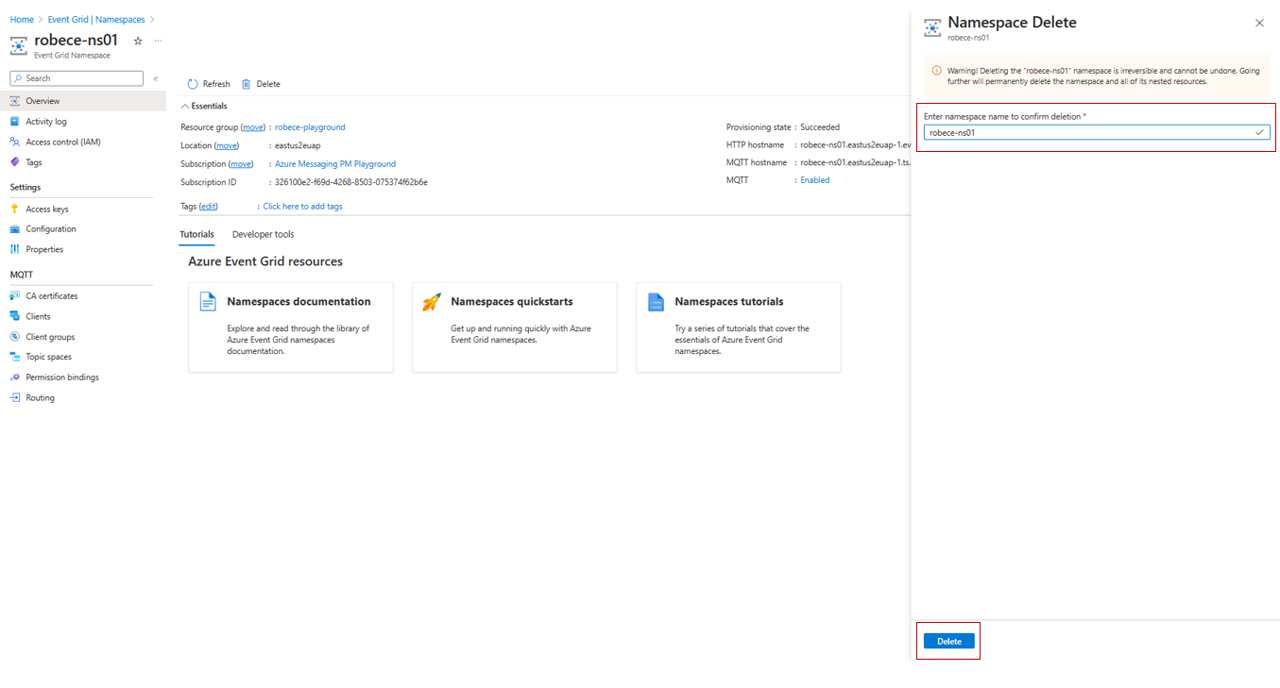 Home > Event Grid | Namespaces >
robece-ns01
Event Grid Namespace
Search
Overview
Activity log
Access control (IAM)
Tags
Settings
Access keys
Configuration
Properties
MQTT
CA certificates
Clients
Client groups
Topic spaces
Permission bindings
Routing
Refresh Delete
Essentials
Resource group (move) : robece-playground
Location (move) : eastus2euap
Subscription (move) : Azure Messaging PM Playground
Subscription ID : 326100e2-f69d-4268-8503-075374f62b6e
Tags (edit) : Click here to add tags
Provisioning state : Succeeded
HTTP hostname : robece-ns01.eastus2euap-1.ev
MQTT hostname : robece-ns01.eastus2euap-1.ts.
MQTT : Enabled
Tutorials Developer tools
Azure Event Grid resources
Namespaces documentation
Explore and read through the library of
Azure Event Grid namespaces
documentation.
Namespaces quickstarts
Get up and running quickly with Azure
Event Grid namespaces.
Namespaces tutorials
Try a series of tutorials that cover the
essentials of Azure Event Grid
namespaces.
Namespace Delete
robece-ns01
Warning! Deleting the "robece-ns01" namespace is irreversible and cannot be undone. Going
further will permanently delete the namespace and all of its nested resources.
Enter namespace name to confirm deletion *
robece-ns01
Delete